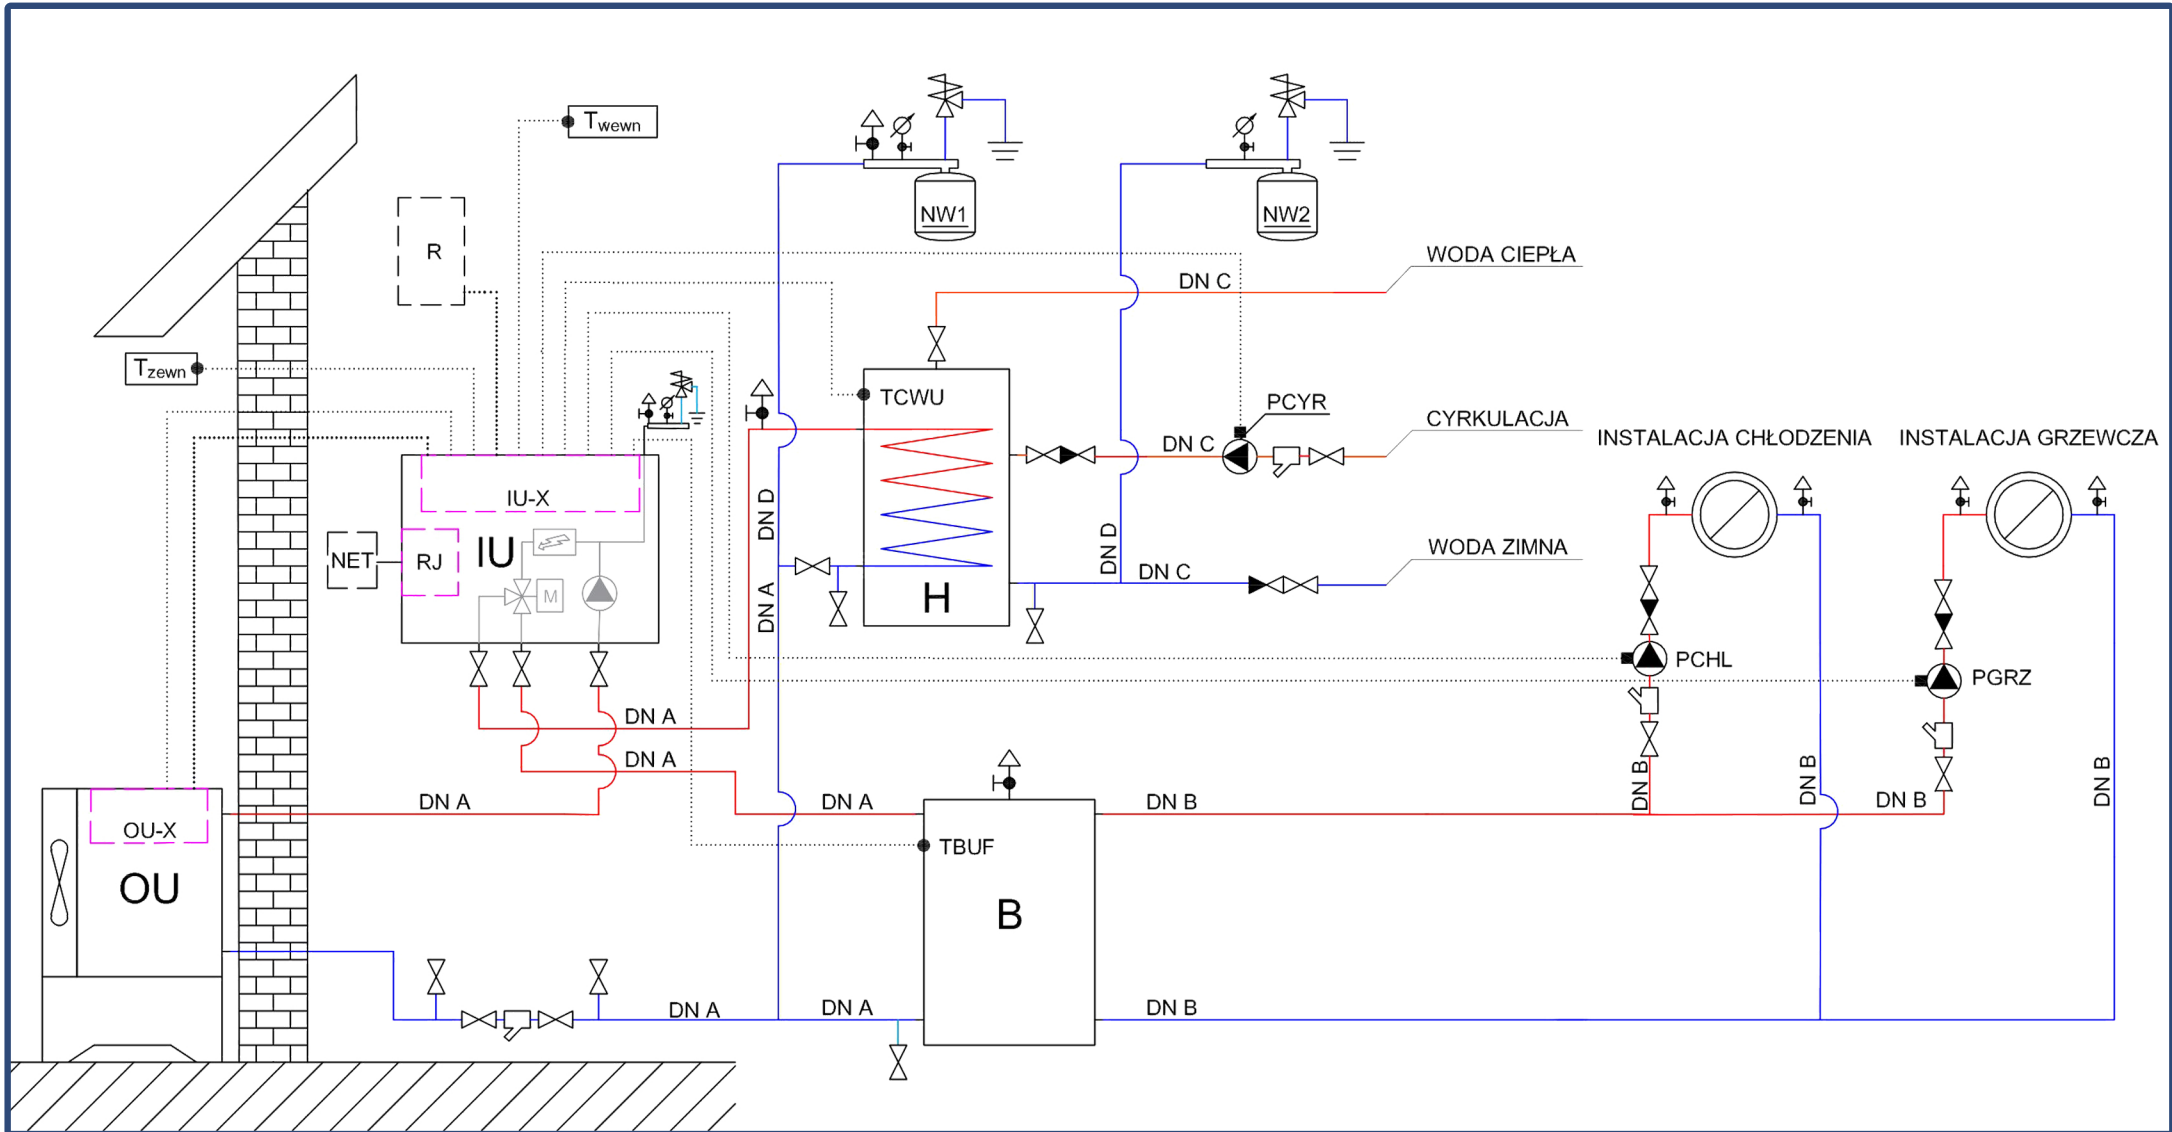 Twewn
NW1
NW2
R
WODA CIEPŁA
DN C
Tzewn
TCWU
PCYR
CYRKULACJA
DN C
INSTALACJA CHŁODZENIA
INSTALACJA GRZEWCZA
IU-X
DN D
DN D
NET
RJ
IU
WODA ZIMNA
DN C
DN A
H
PCHL
PGRZ
DN A
DN A
DN B
DN B
DN B
DN A
DN A
DN B
DN B
OU-X
TBUF
OU
B
DN A
DN A
DN B